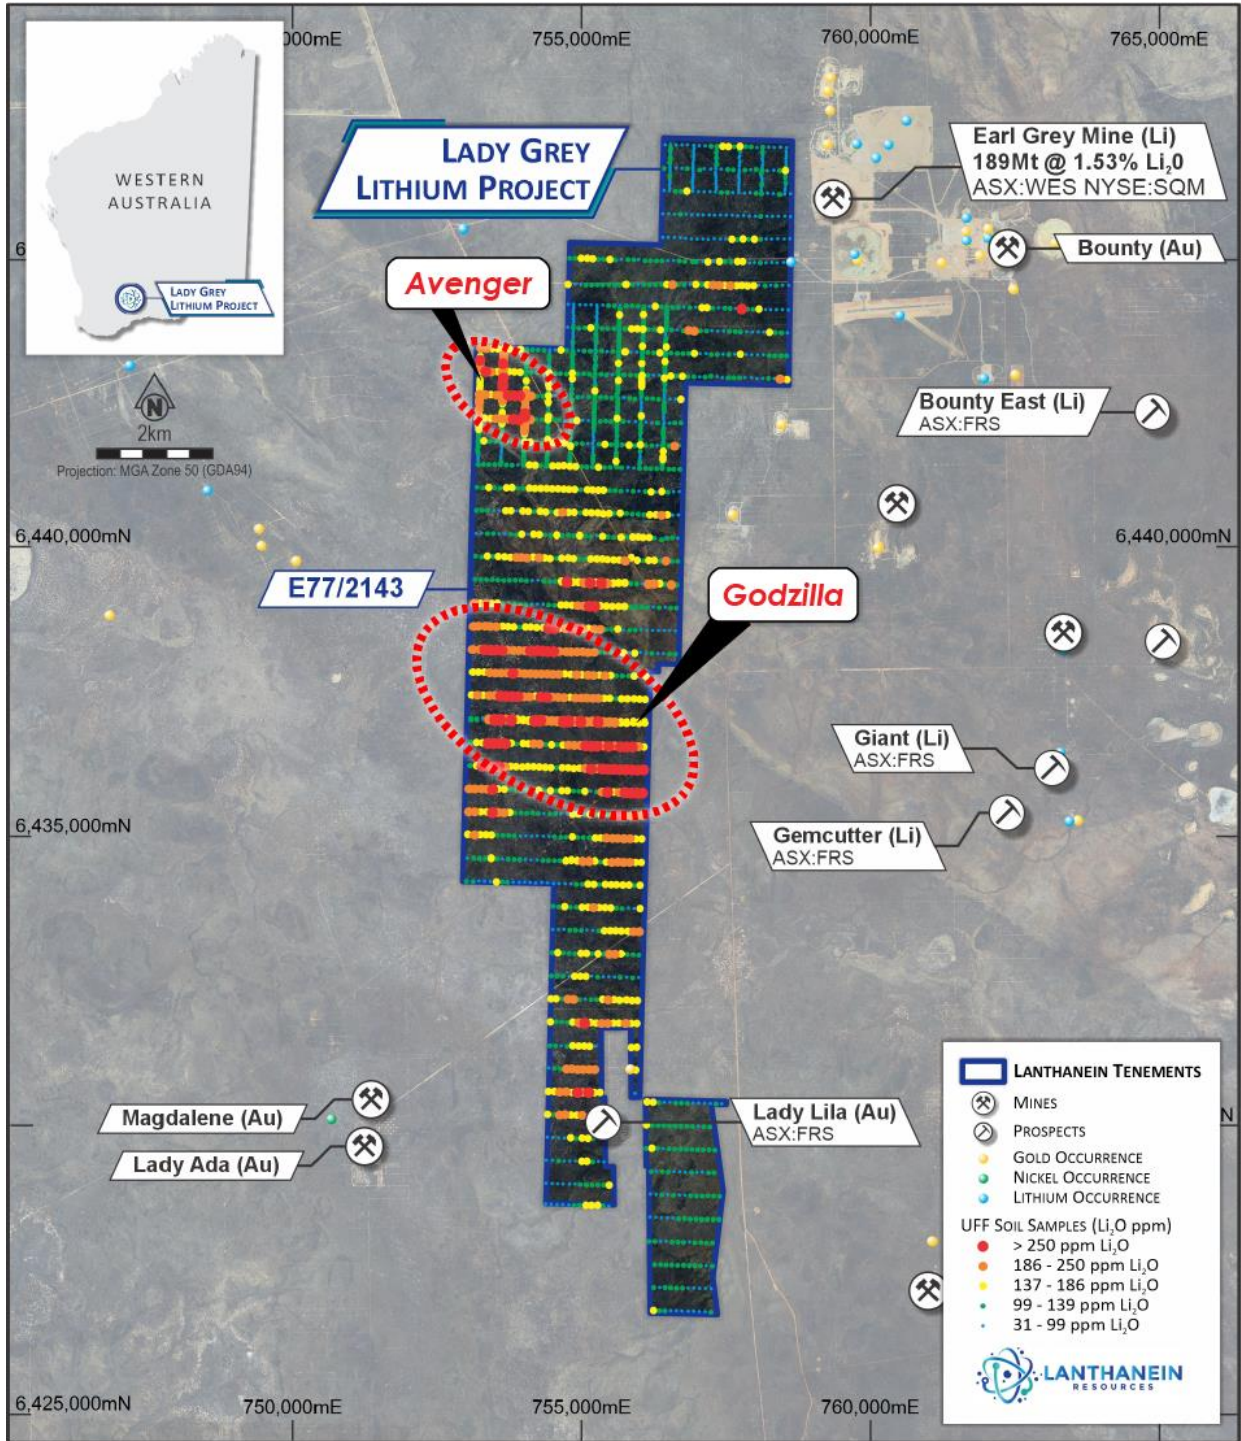 000mE
755,000mE
760,000mE
765,000mE
WESTERN
AUSTRALIA
LADY GREY
LITHIUM PROJECT
LADY GREY
LITHIUM PROJECT
Earl Grey Mine (Li)
189Mt @ 1.53% Li₂0
ASX:WES NYSE:SQM
Bounty (Au)
6
Avenger
N
2km
Projection: MGA Zone 50 (GDA94)
Bounty East (Li)
ASX:FRS
6,440,000mN
6,440,000mN
E77/2143
Godzilla
Giant (Li)
ASX:FRS
Gemcutter (Li)
ASX:FRS
6,435,000mN
Magdalene (Au)
Lady Ada (Au)
Lady Lila (Au)
ASX:FRS
N
LANTHANEIN TENEMENTS
MINES
PROSPECTS
GOLD OCCURRENCE
NICKEL OCCURRENCE
LITHIUM OCCURRENCE
UFF SOIL SAMPLES (Li₂O ppm)
> 250 ppm Li₂O
186 - 250 ppm Li₂O
137 - 186 ppm Li₂O
99 - 139 ppm Li₂O
31 - 99 ppm Li₂O
LANTHANEIN
RESOURCES
6,425,000mN
750,000mE
755,000mE
760,000mE